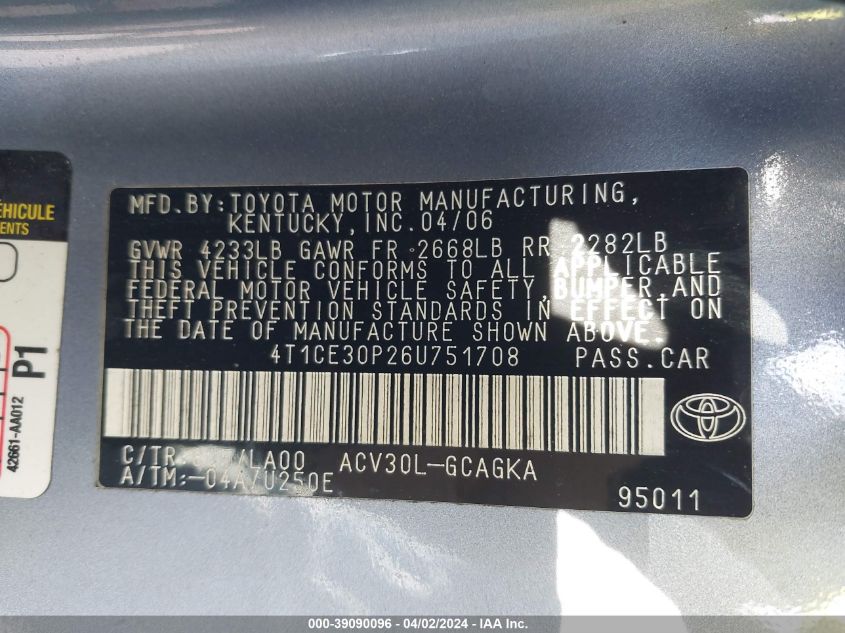 ÉHICULE
ENTS
P1
42661-AA012
MFD.BY:TOYOTA MOTOR MANUFACTURING,
KENTUCKY,INC.04/06
GVWR 4233LB GAWR FR 2668LB RR 2282LB
THIS VEHICLE CONFORMS TO ALL APPLICABLE
FEDERAL MOTOR VEHICLE SAFETY,BUMPER,AND
THEFT PREVENTION STANDARDS IN EFFECT ON
THE DATE OF MANUFACTURE SHOWN ABOVE.
4T1CE30P26U751708 PASS.CAR
C/TR: /LA00 ACV30L-GCAGKA
A/TM:-04A/U250E
95011
000-39090096 - 04/02/2024 - IAA Inc.